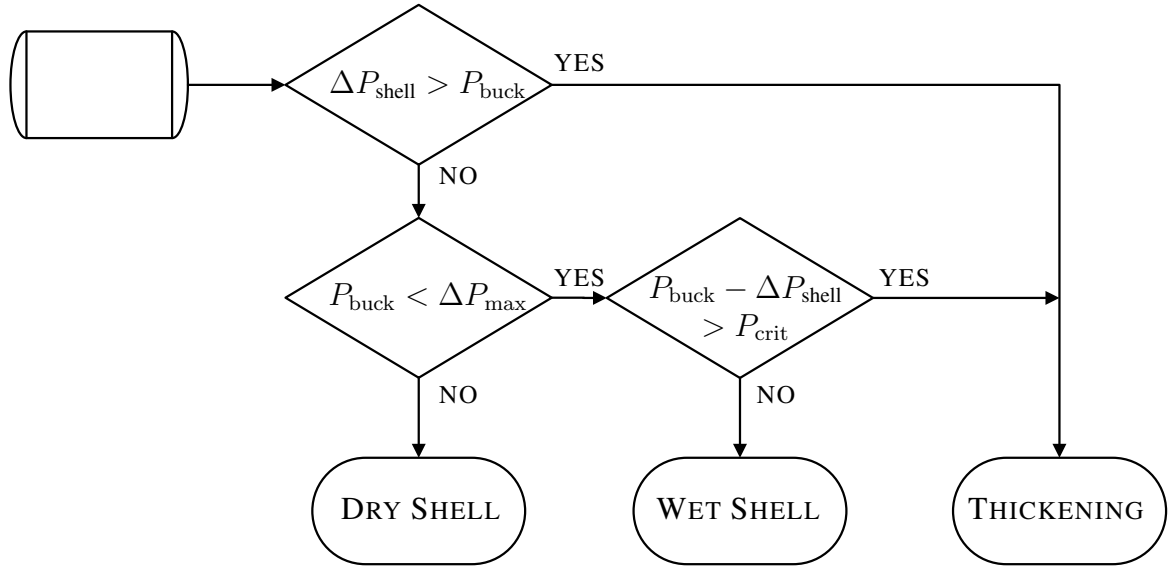 YES
ΔP_shell > P_buck
NO
P_buck < ΔP_max
YES
P_buck − ΔP_shell
> P_crit
YES
NO
NO
DRY SHELL
WET SHELL
THICKENING